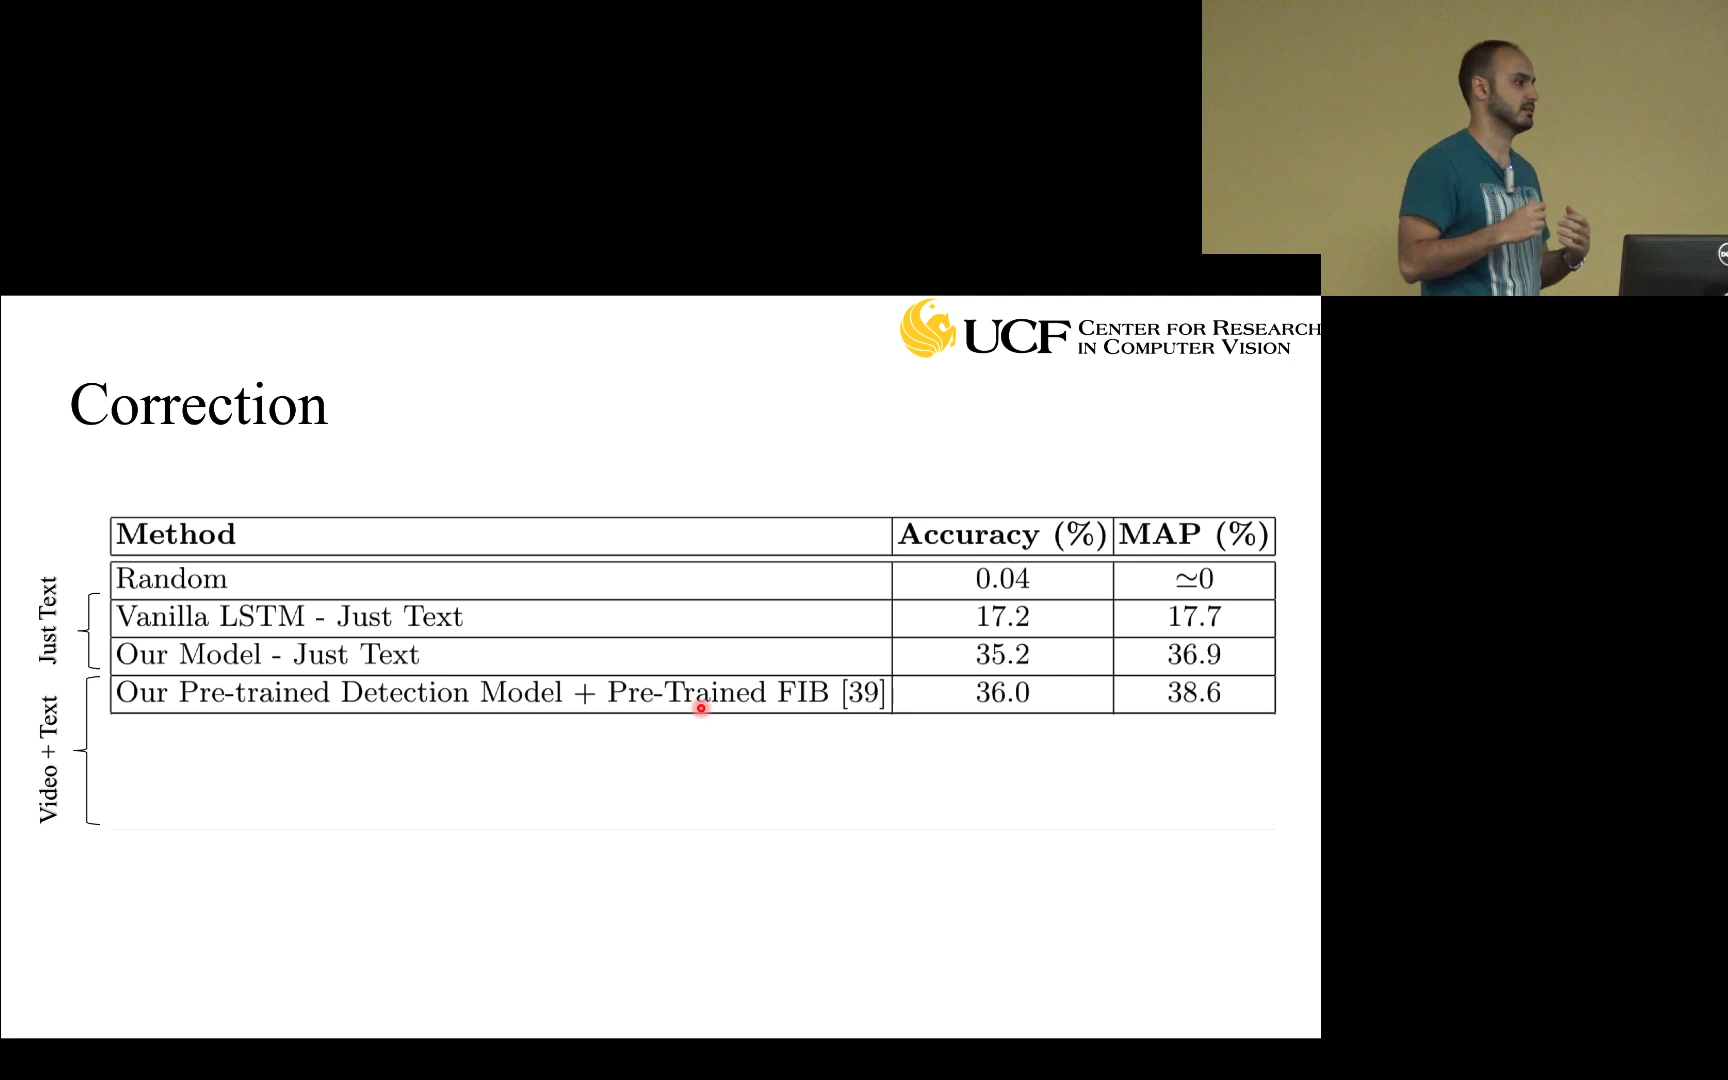 UCF CENTER FOR RESEARCH
IN COMPUTER VISION
Correction
Method Accuracy (%) MAP (%)
Random 0.04 ≃0
Vanilla LSTM - Just Text 17.2 17.7
Our Model - Just Text 35.2 36.9
Our Pre-trained Detection Model + Pre-Trained FIB [39] 36.0 38.6
Just Text
Video + Text